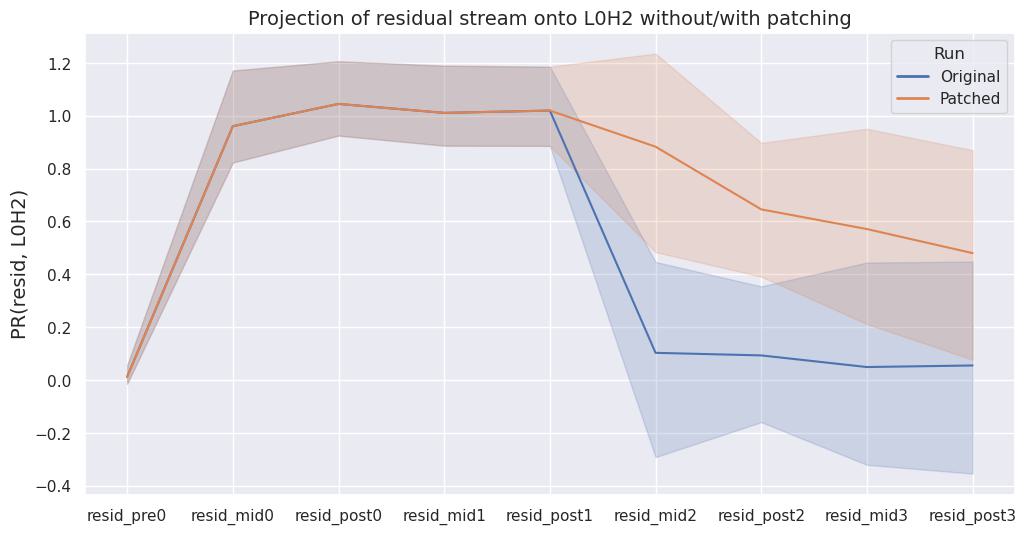 Projection of residual stream onto L0H2 without/with patching
Run
Original
Patched
PR(resid, L0H2)
1.2
1.0
0.8
0.6
0.4
0.2
0.0
−0.2
−0.4
resid_pre0 resid_mid0 resid_post0 resid_mid1 resid_post1 resid_mid2 resid_post2 resid_mid3 resid_post3